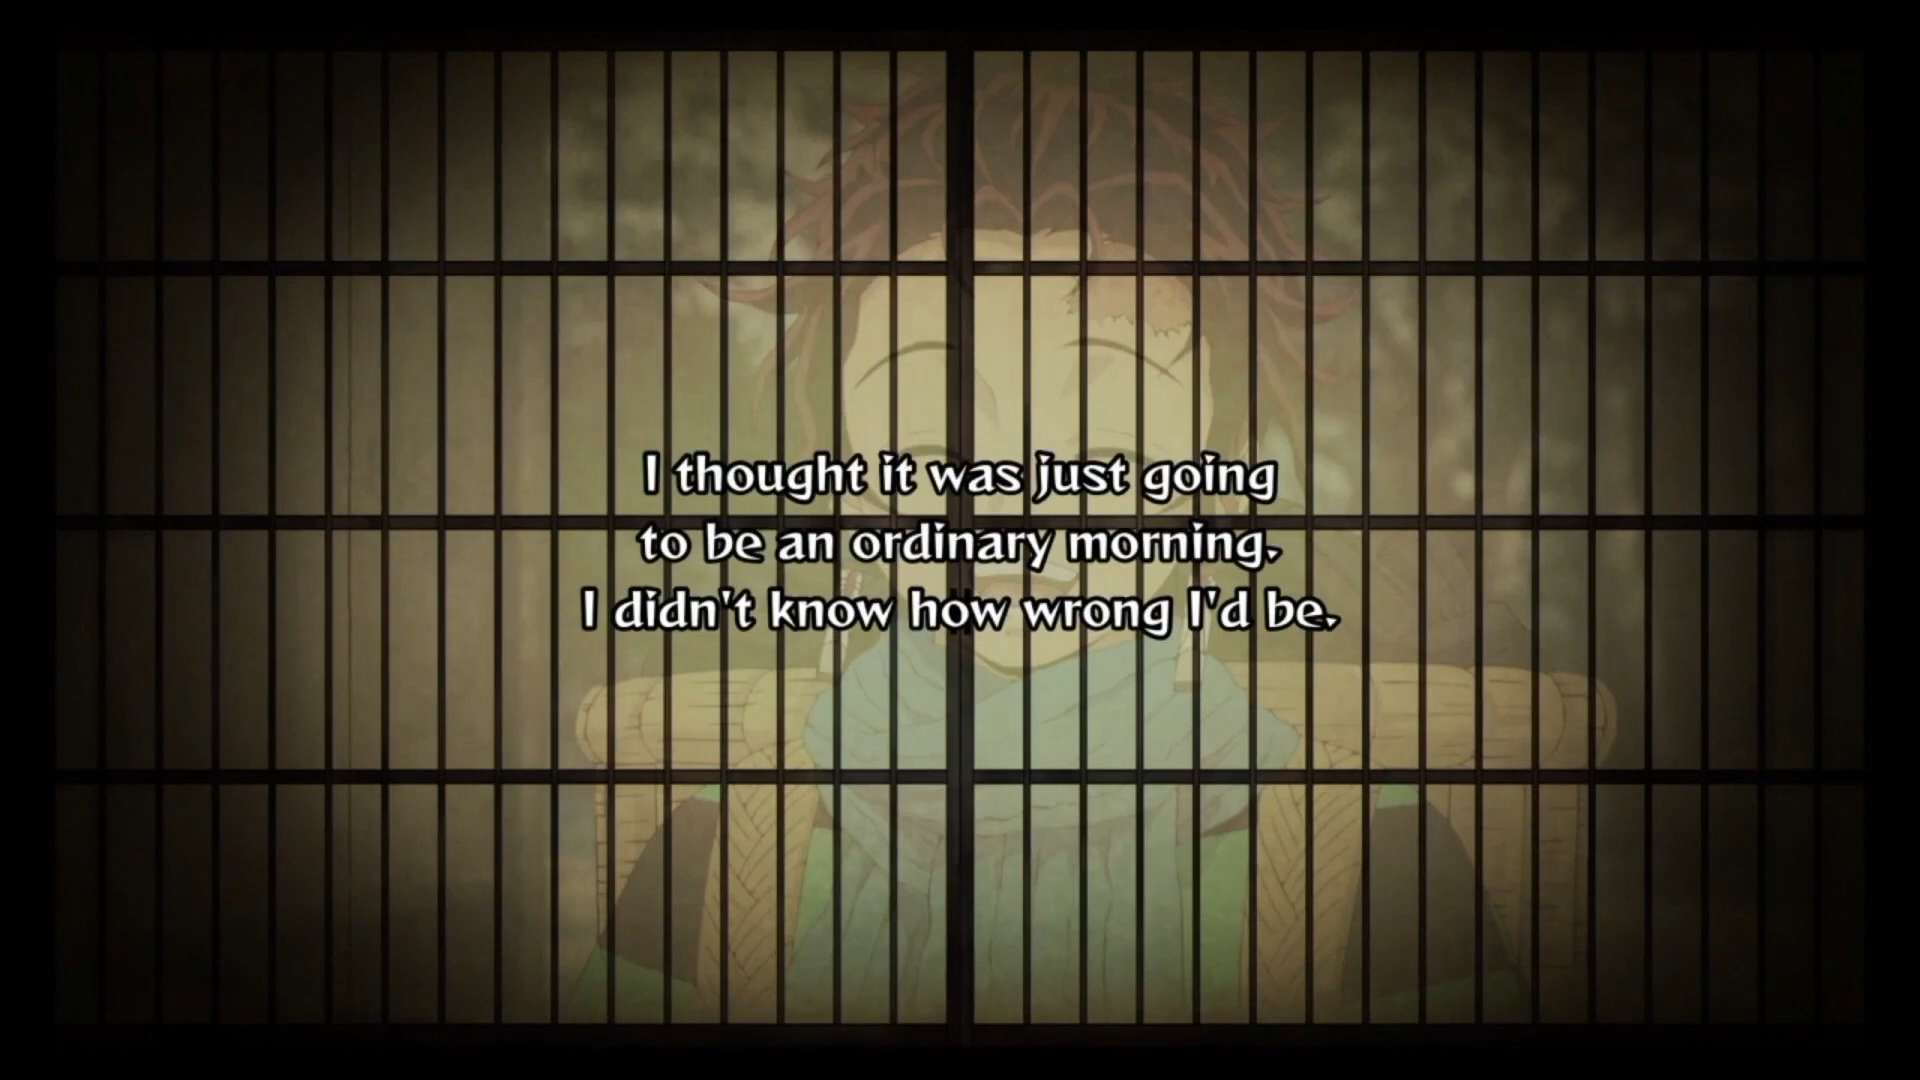 I thought it was just going
to be an ordinary morning.
I didn't know how wrong I'd be.